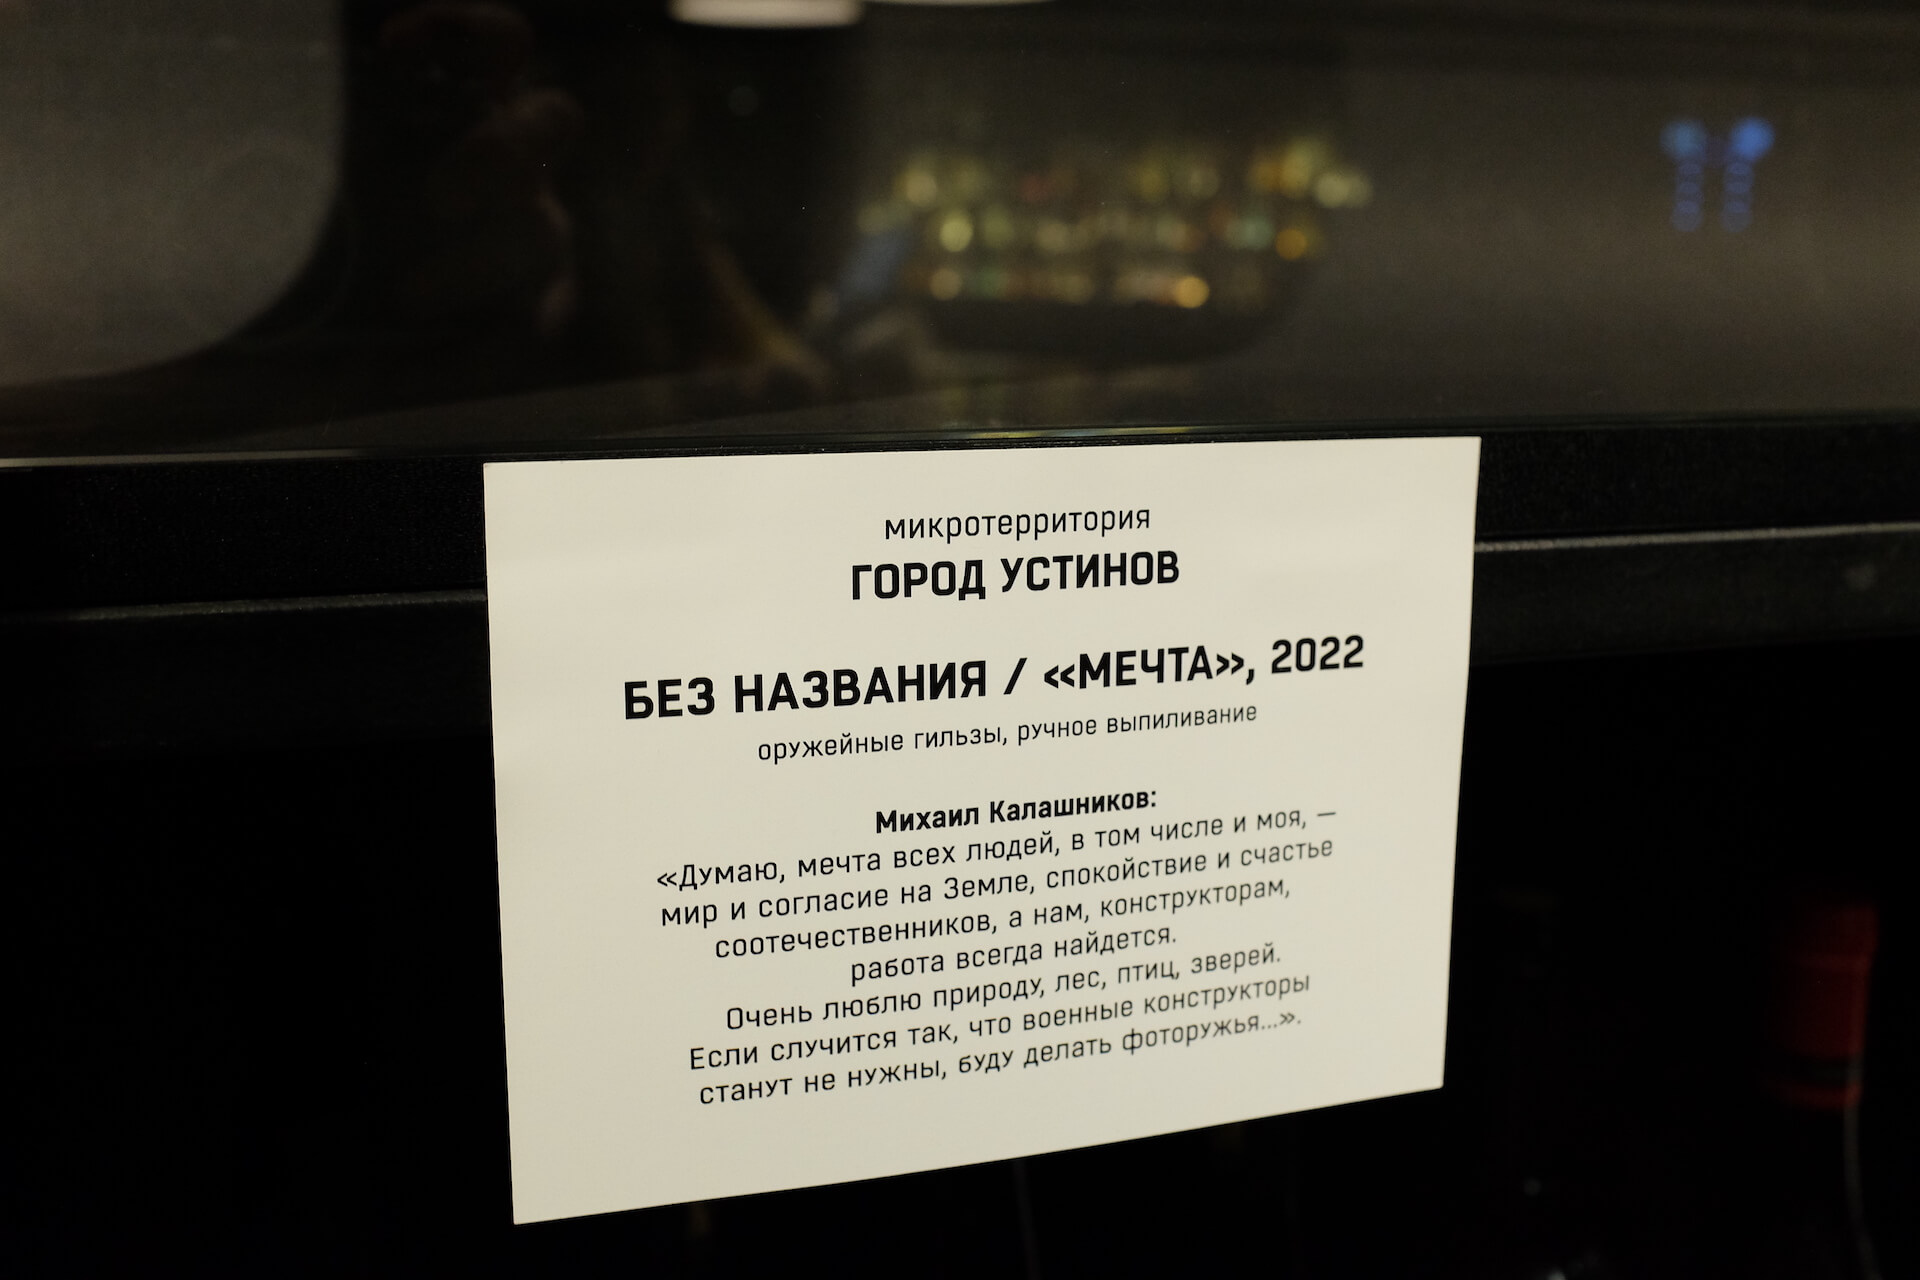 микротерритория
ГОРОД УСТИНОВ
БЕЗ НАЗВАНИЯ / «МЕЧТА», 2022
оружейные гильзы, ручное выпиливание
Михаил Калашников:
«Думаю, мечта всех людей, в том числе и моя, —
мир и согласие на Земле, спокойствие и счастье
соотечественников, а нам, конструкторам,
работа всегда найдется.
Очень люблю природу, лес, птиц, зверей.
Если случится так, что военные конструкторы
станут не нужны, буду делать фоторужья...».